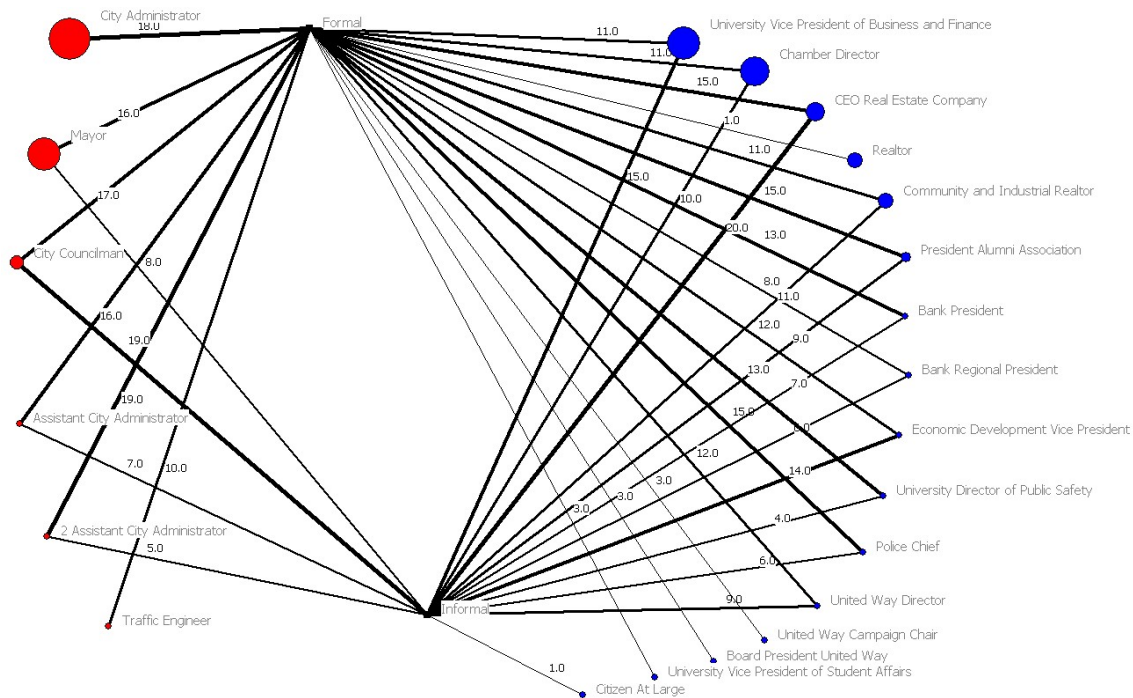 City Administrator
18.0
Formal
11.0
University Vice President of Business and Finance
11.0
Chamber Director
15.0
CEO Real Estate Company
16.0
1.0
Mayor
11.0
Realtor
15.0
10.0
15.0
Community and Industrial Realtor
17.0
20.0
13.0
City Councilman
President Alumni Association
8.0
8.0
11.0
Bank President
16.0
12.0
19.0
9.0
13.0
Bank Regional President
7.0
19.0
15.0
Assistant City Administrator
6.0
Economic Development Vice President
12.0
7.0
10.0
14.0
3.0
University Director of Public Safety
3.0
3.0
4.0
2 Assistant City Administrator
5.0
Police Chief
6.0
9.0
United Way Director
Informal
Traffic Engineer
United Way Campaign Chair
Board President United Way
1.0
University Vice President of Student Affairs
Citizen At Large